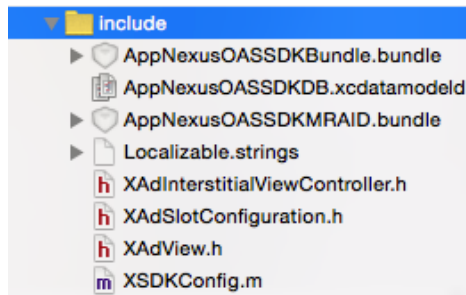 include
AppNexusOASSDKBundle.bundle
AppNexusOASSDKDB.xcdatamodeld
AppNexusOASSDKMRAID.bundle
Localizable.strings
h XAdInterstitialViewController.h
h XAdSlotConfiguration.h
h XAdView.h
m XSDKConfig.m